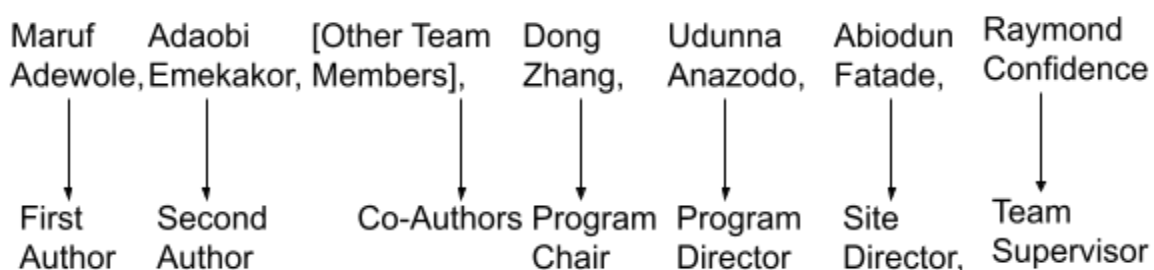 Maruf Adewole,
Adaobi Emekakor,
[Other Team Members],
Dong Zhang,
Udunna Anazodo,
Abiodun Fatade,
Raymond Confidence
First Author
Second Author
Co-Authors
Program Chair
Program Director
Site Director,
Team Supervisor